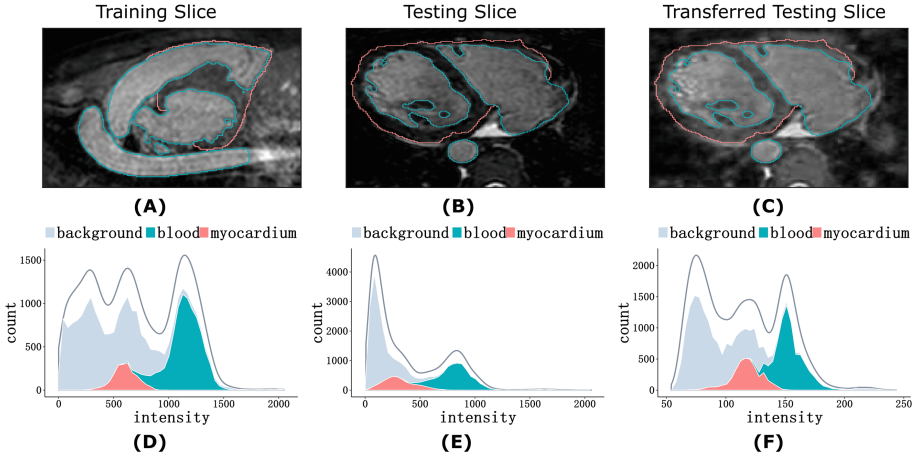 Training Slice
Testing Slice
Transferred Testing Slice
(A)
(B)
(C)
background blood myocardium
background blood myocardium
background blood myocardium
1500
1000
500
0
count
0 500 1000 1500 2000
intensity
4000
3000
2000
1000
0
count
0 500 1000 1500 2000
intensity
2000
1500
1000
500
0
count
50 100 150 200 250
intensity
(D)
(E)
(F)